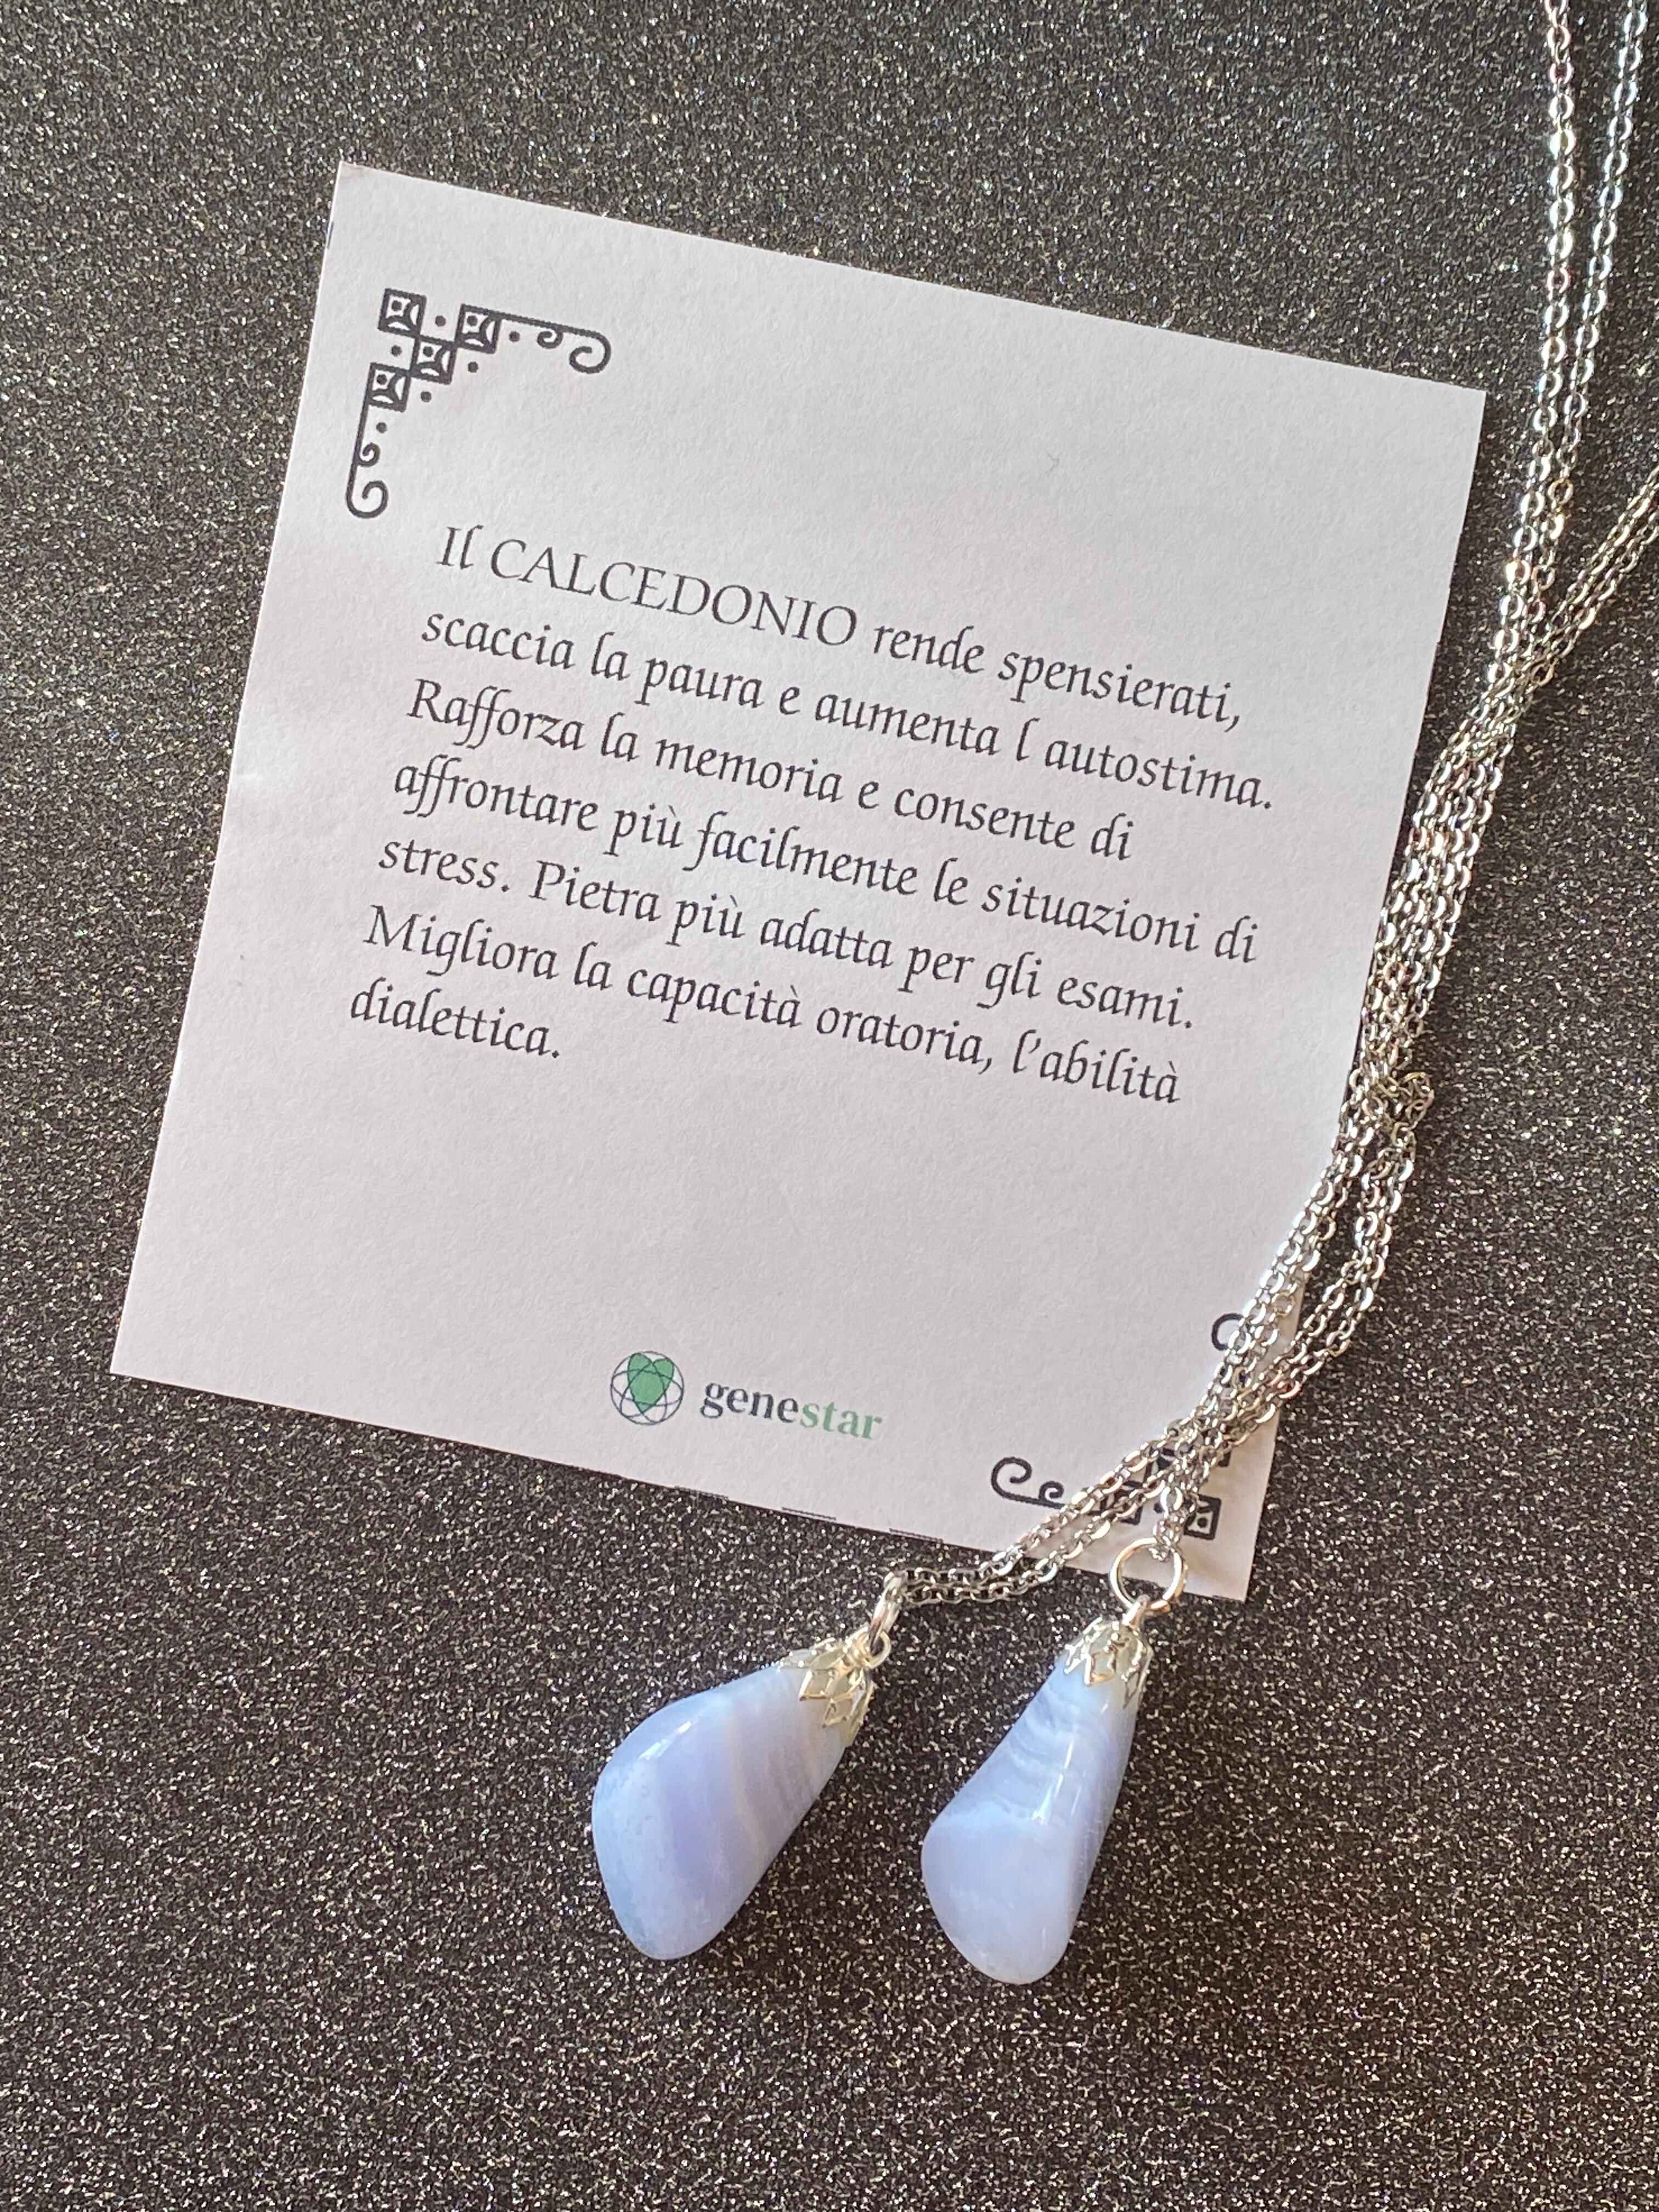 Il CALCEDONIO rende spensierati,
scaccia la paura e aumenta l autostima.
Rafforza la memoria e consente di
affrontare più facilmente le situazioni di
stress. Pietra più adatta per gli esami.
Migliora la capacità oratoria, l'abilità
dialettica.
genestar